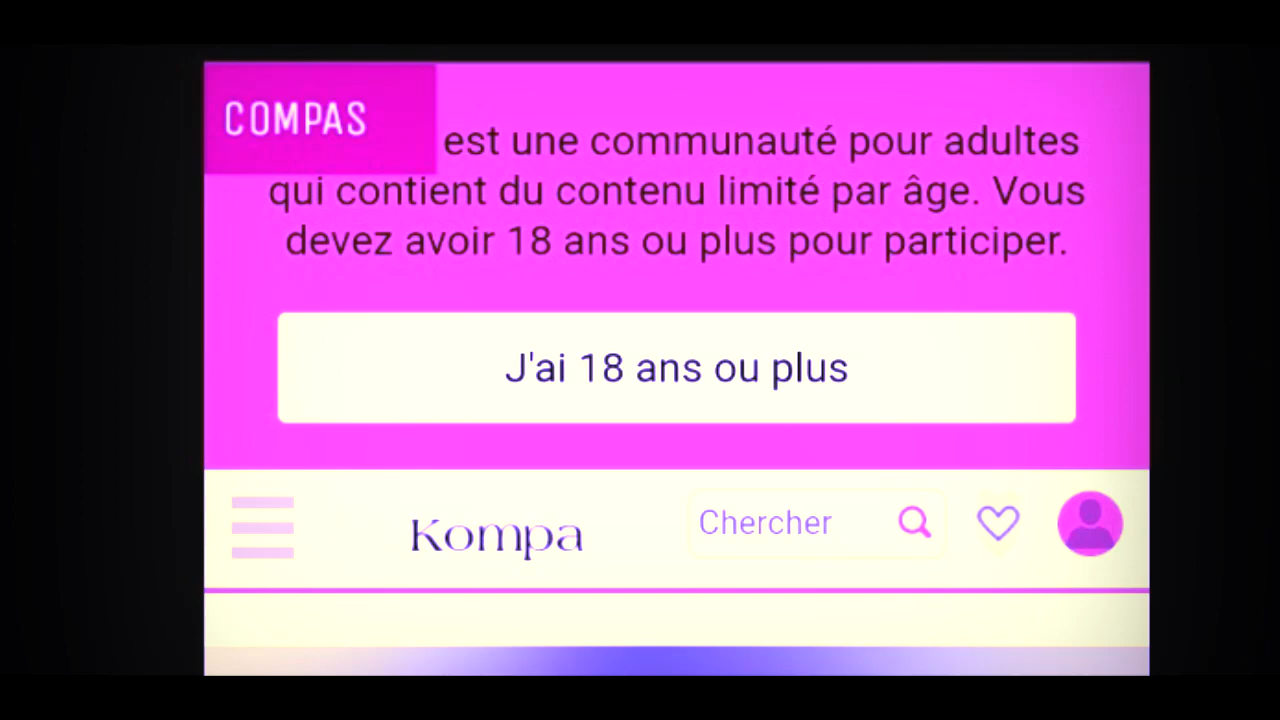 COMPAS
est une communauté pour adultes
qui contient du contenu limité par âge. Vous
devez avoir 18 ans ou plus pour participer.
J'ai 18 ans ou plus
Kompa
Chercher